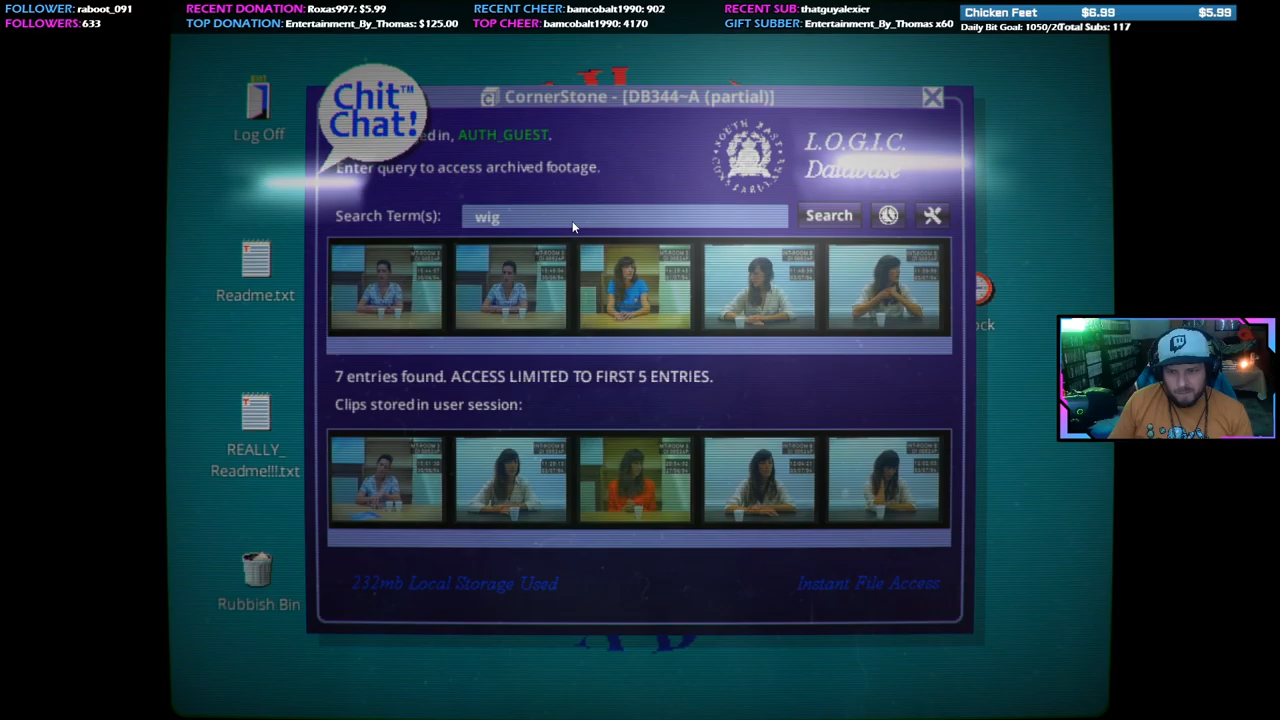 FOLLOWER: raboot_091
FOLLOWERS: 633
RECENT DONATION: Roxas997: $5.99
TOP DONATION: Entertainment_By_Thomas: $125.00
RECENT CHEER: bamcobalt1990: 902
TOP CHEER: bamcobalt1990: 4170
RECENT SUB: thatguyalexier
GIFT SUBBER: Entertainment_By_Thomas x60
Chicken Feet $6.99 $5.99
Daily Bit Goal: 1050/20
Total Subs: 117
Log Off
Readme.txt
REALLY_
Readme!!!.txt
Rubbish Bin
Chit™
Chat!
CornerStone - [DB344~A (partial)]
ed in, AUTH_GUEST.
Enter query to access archived footage.
L.O.G.I.C.
Database
Search Term(s): wig Search
7 entries found. ACCESS LIMITED TO FIRST 5 ENTRIES.
Clips stored in user session:
232mb Local Storage Used
Instant File Access
ock